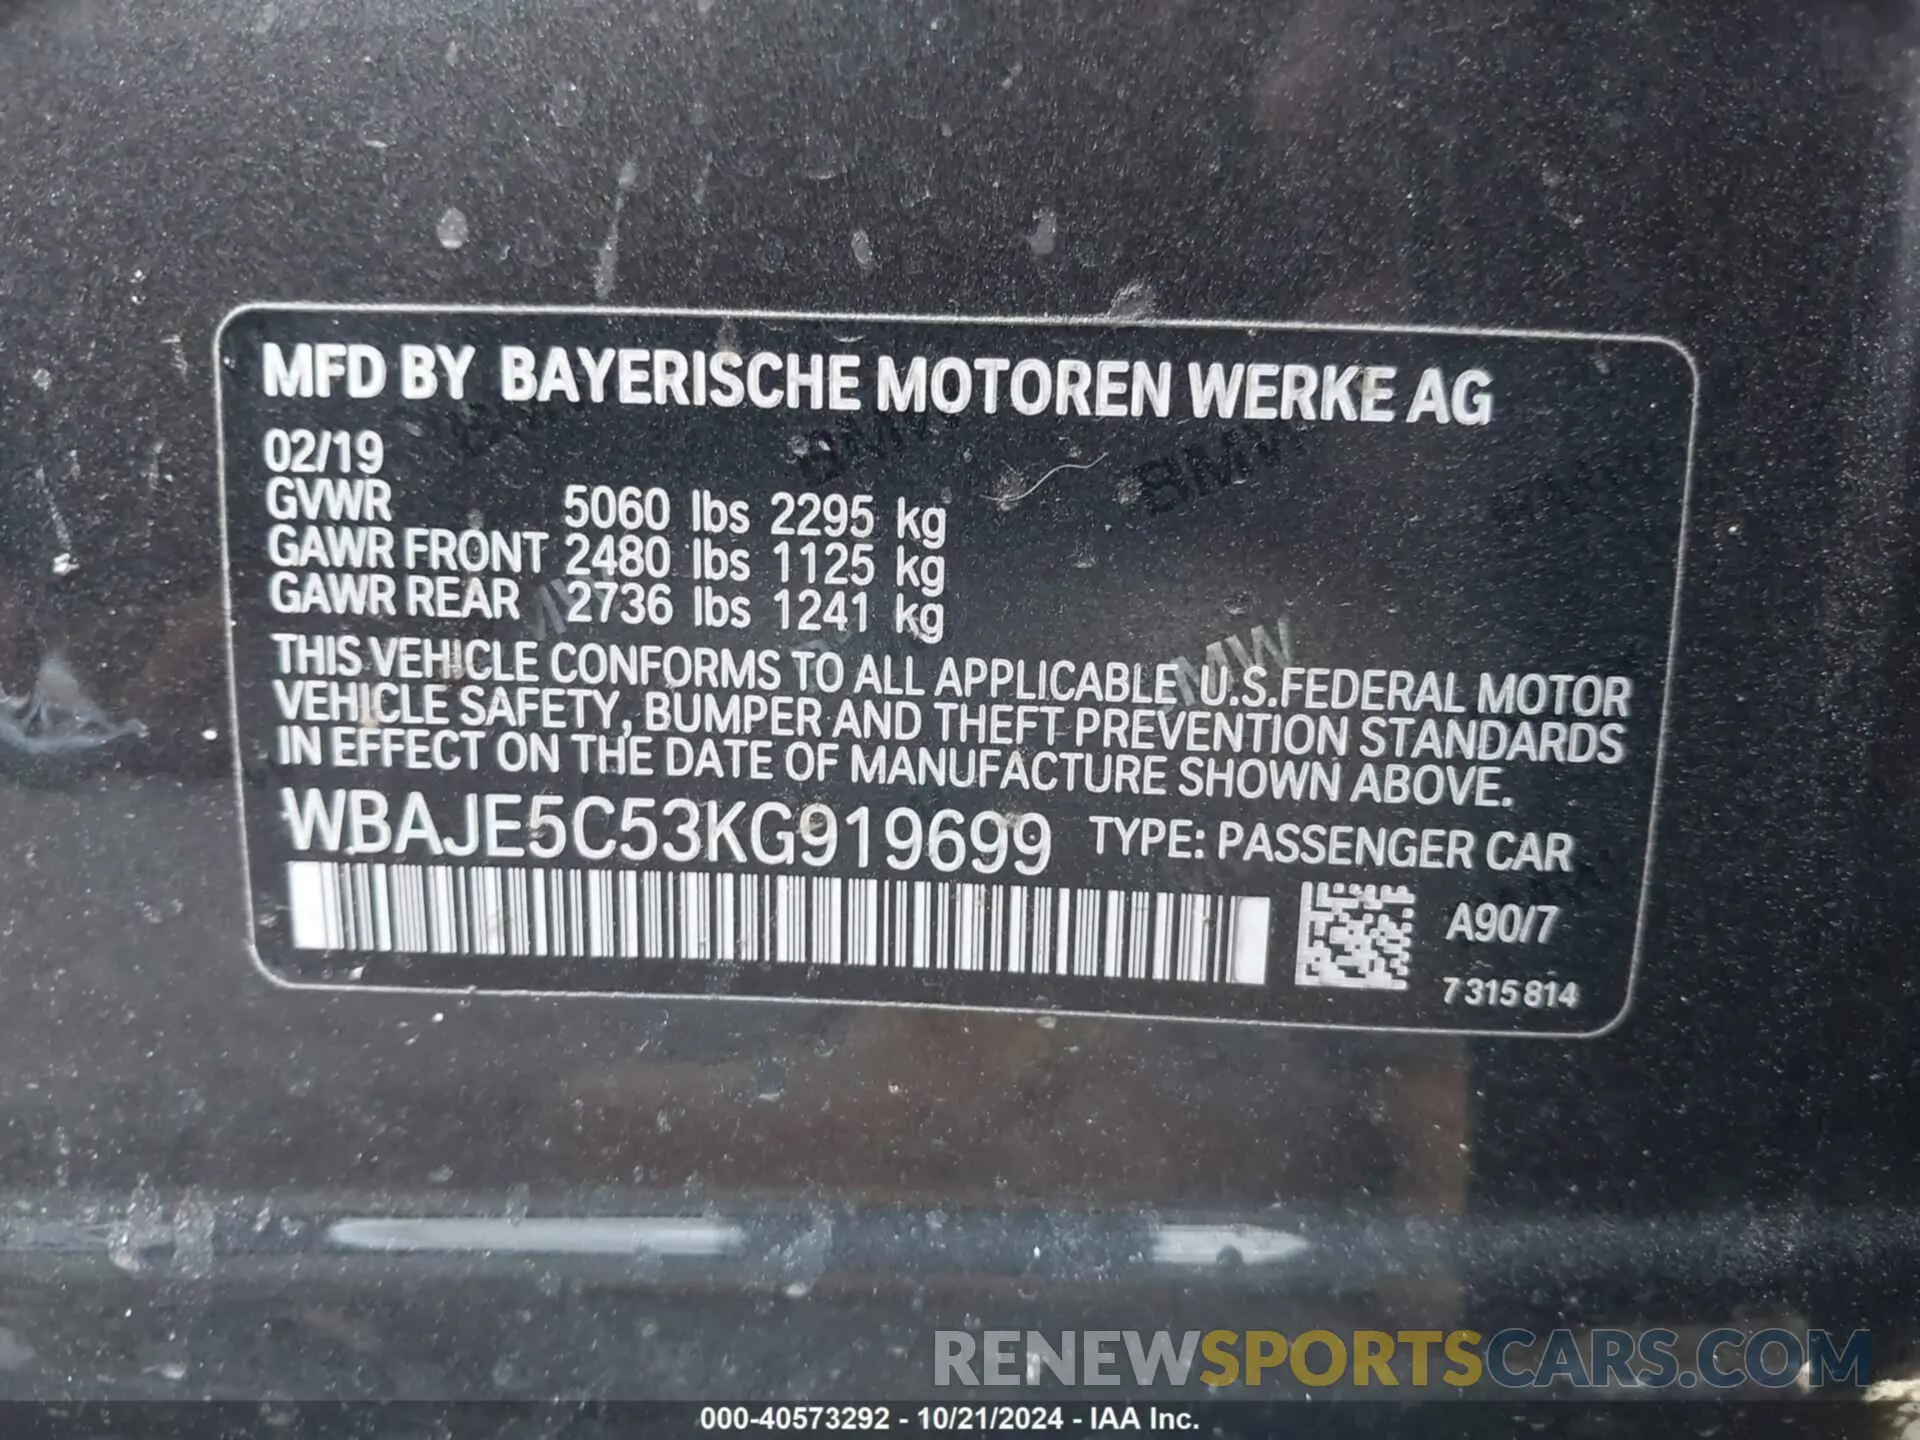 MFD BY BAYERISCHE MOTOREN WERKE AG
02/19
GVWR 5060 lbs 2295 kg
GAWR FRONT 2480 lbs 1125 kg
GAWR REAR 2736 lbs 1241 kg
THIS VEHICLE CONFORMS TO ALL APPLICABLE U.S.FEDERAL MOTOR
VEHICLE SAFETY, BUMPER AND THEFT PREVENTION STANDARDS
IN EFFECT ON THE DATE OF MANUFACTURE SHOWN ABOVE.
WBAJE5C53KG919699 TYPE: PASSENGER CAR
A90/7
7 315 814
RENEWSPORTSCARS.COM
000-40573292 - 10/21/2024 - IAA Inc.